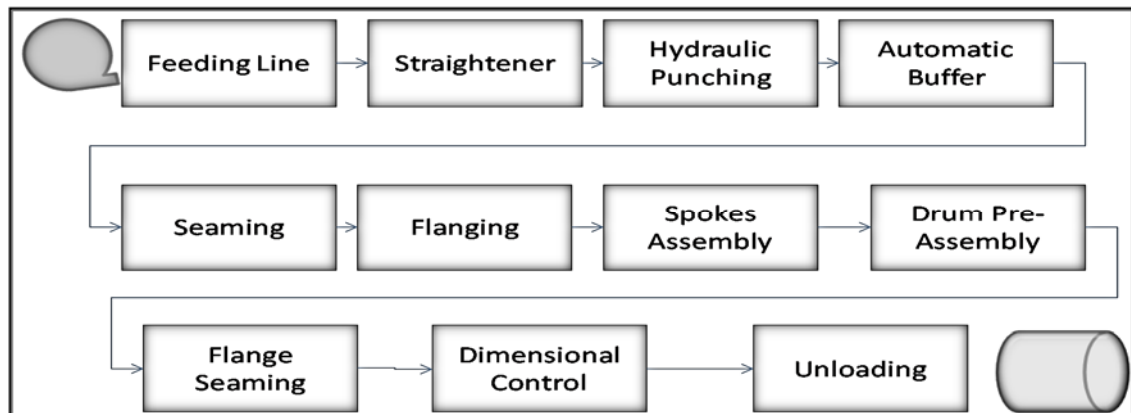 Feeding Line
Straightener
Hydraulic
Punching
Automatic
Buffer
Seaming
Flanging
Spokes
Assembly
Drum Pre-
Assembly
Flange
Seaming
Dimensional
Control
Unloading